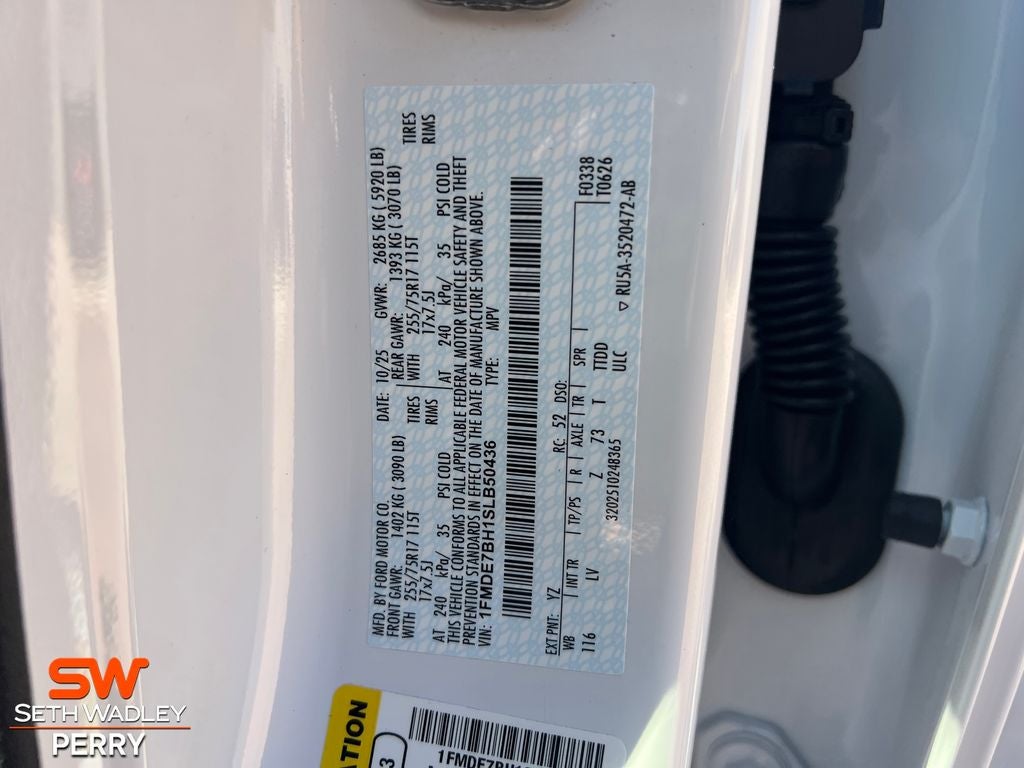 MFD. BY FORD MOTOR CO. DATE: 10/25 GVWR: 2685 KG ( 5920 LB)
FRONT GAWR: 1402 KG ( 3090 LB) REAR GAWR: 1393 KG ( 3070 LB)
WITH 255/75R17 115T TIRES WITH 255/75R17 115T TIRES
17x7.5J RIMS 17x7.5J RIMS
AT 240 kPa/ 35 PSI COLD AT 240 kPa/ 35 PSI COLD
THIS VEHICLE CONFORMS TO ALL APPLICABLE FEDERAL MOTOR VEHICLE SAFETY AND THEFT
PREVENTION STANDARDS IN EFFECT ON THE DATE OF MANUFACTURE SHOWN ABOVE.
VIN: 1FMDE7BH1SLB50436 TYPE: MPV
EXT PNT: YZ RC: 52 DSO: F0338
WB INT TR TP/PS R AXLE TR SPR T0626
116 LV Z 73 T TTDD
320251024836​5 ULC
RU5A-3520472-AB
SW
SETH WADLEY
PERRY